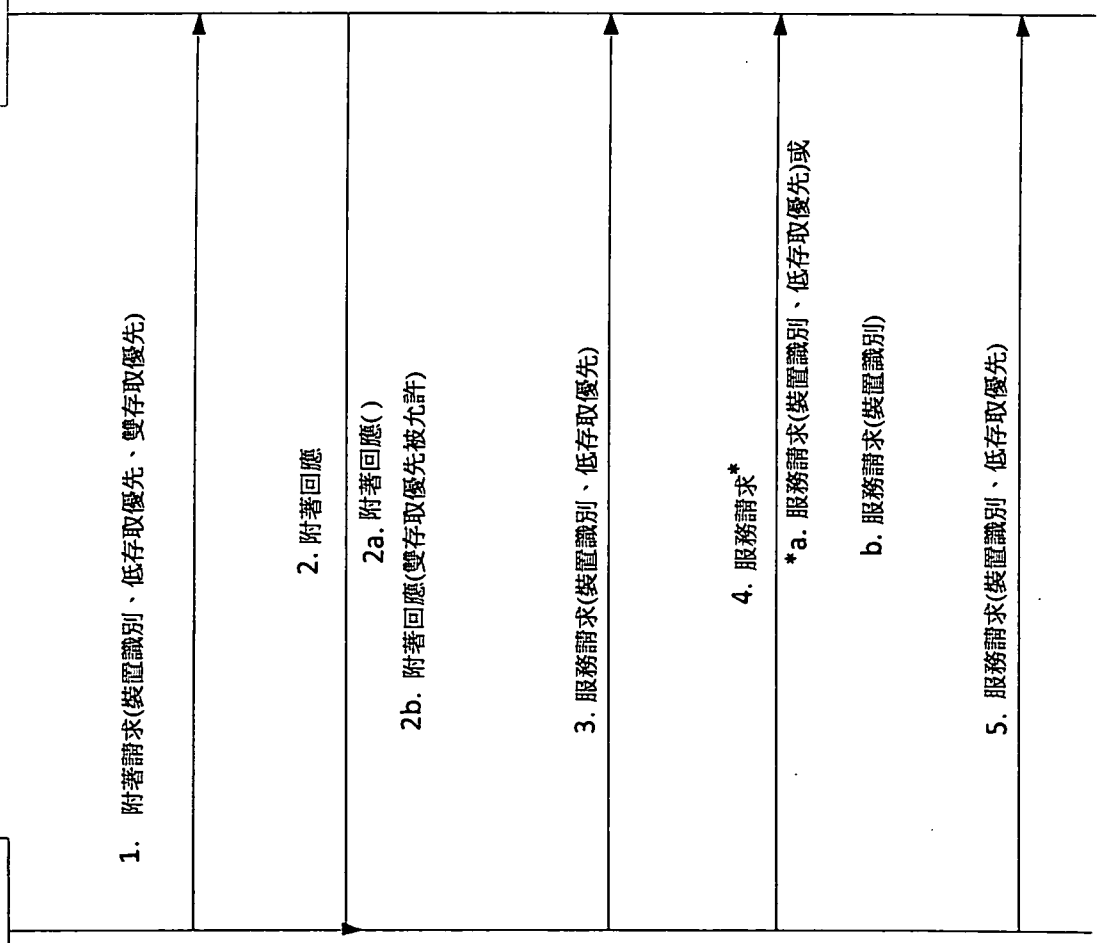 1. 附著請求(裝置識別、低存取優先、雙存取優先)
2. 附著回應
2a. 附著回應( )
2b. 附著回應(雙存取優先被允許)
3. 服務請求(裝置識別、低存取優先)
4. 服務請求*
*a. 服務請求(裝置識別、低存取優先)或
b. 服務請求(裝置識別)
5. 服務請求(裝置識別、低存取優先)